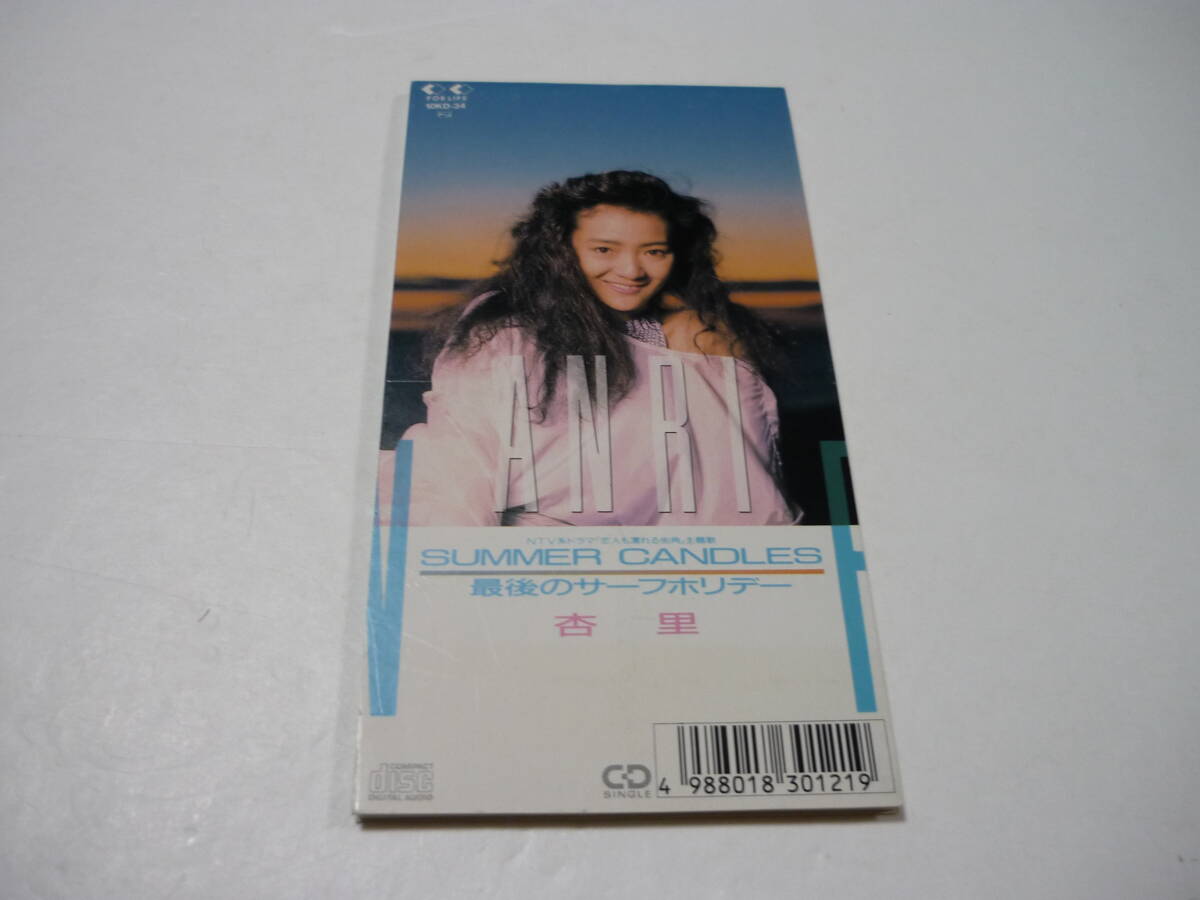 FOR LIFE
10KD-34
ANRI
NTV系ドラマ「恋人も濡れる街角」主題歌
SUMMER CANDLES
最後のサーフホリデー
杏里
COMPACT
disc
DIGITAL AUDIO
CD
SINGLE
4 988018 301219